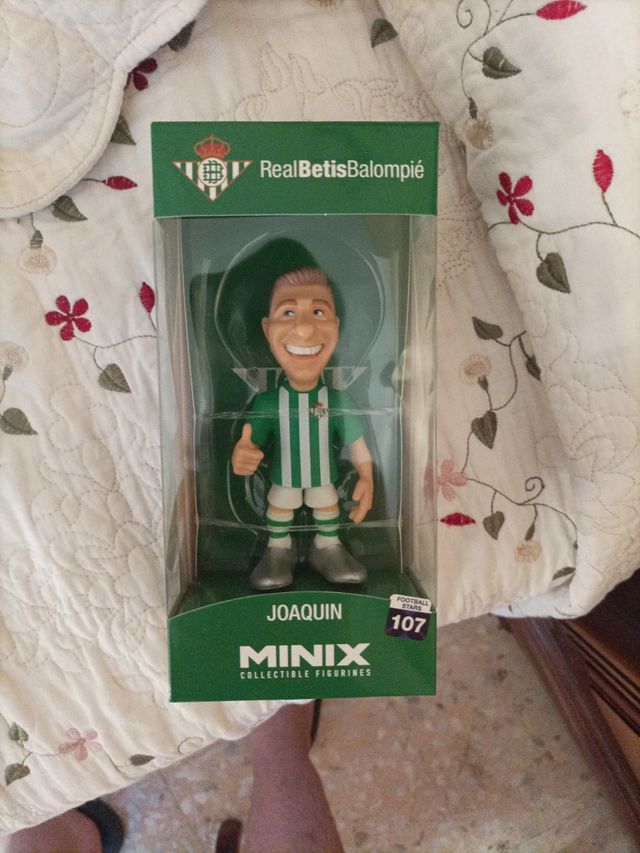 RealBetisBalompié
JOAQUIN
FOOTBALL
STARS
107
MINIX
COLLECTIBLE FIGURINES